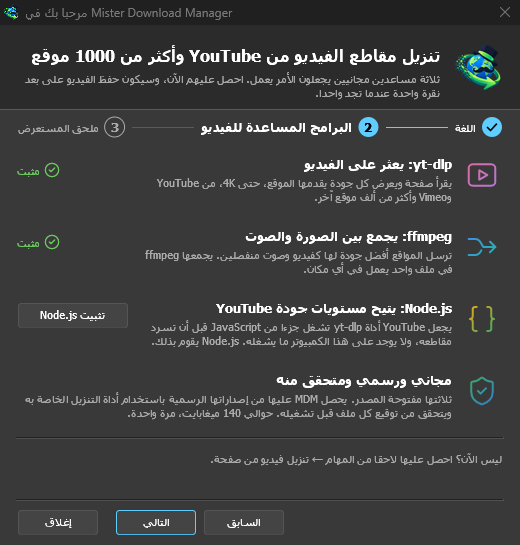 مرحبا بك في Mister Download Manager
تنزيل مقاطع الفيديو من YouTube وأكثر من 1000 موقع
ثلاثة مساعدين مجانيين يجعلون الأمر يعمل. احصل عليهم الآن، وسيكون حفظ الفيديو على بعد
نقرة واحدة عندما تجد واحدا.
اللغة
2 البرامج المساعدة للفيديو
3 ملحق المتصفح
yt-dlp: يعثر على الفيديو
يقرأ صفحة ويعرض كل جودة يقدمها الموقع، حتى 4K، من YouTube
وVimeo وأكثر من ألف موقع آخر.
مثبت
ffmpeg: يجمع بين الصورة والصوت
ترسل المواقع أفضل جودة لها كفيديو وصوت منفصلين. يجمعها ffmpeg
في ملف واحد يعمل في أي مكان.
مثبت
Node.js: يتيح مستويات جودة YouTube
يجعل YouTube أداة yt-dlp تشغل جزءا من JavaScript قبل أن تسرد
مقاطعه، ولا يوجد على هذا الكمبيوتر ما يشغله. Node.js يقوم بذلك.
تثبيت Node.js
مجاني ورسمي ومتحقق منه
ثلاثتها مفتوحة المصدر. يحصل MDM عليها من إصداراتها الرسمية باستخدام أداة التنزيل الخاصة به
ويتحقق من توقيع كل ملف قبل تشغيله. حوالي 140 ميغابايت، مرة واحدة.
ليس الآن؟ احصل عليها لاحقا من المهام ← تنزيل فيديو من صفحة.
السابق
التالي
إغلاق